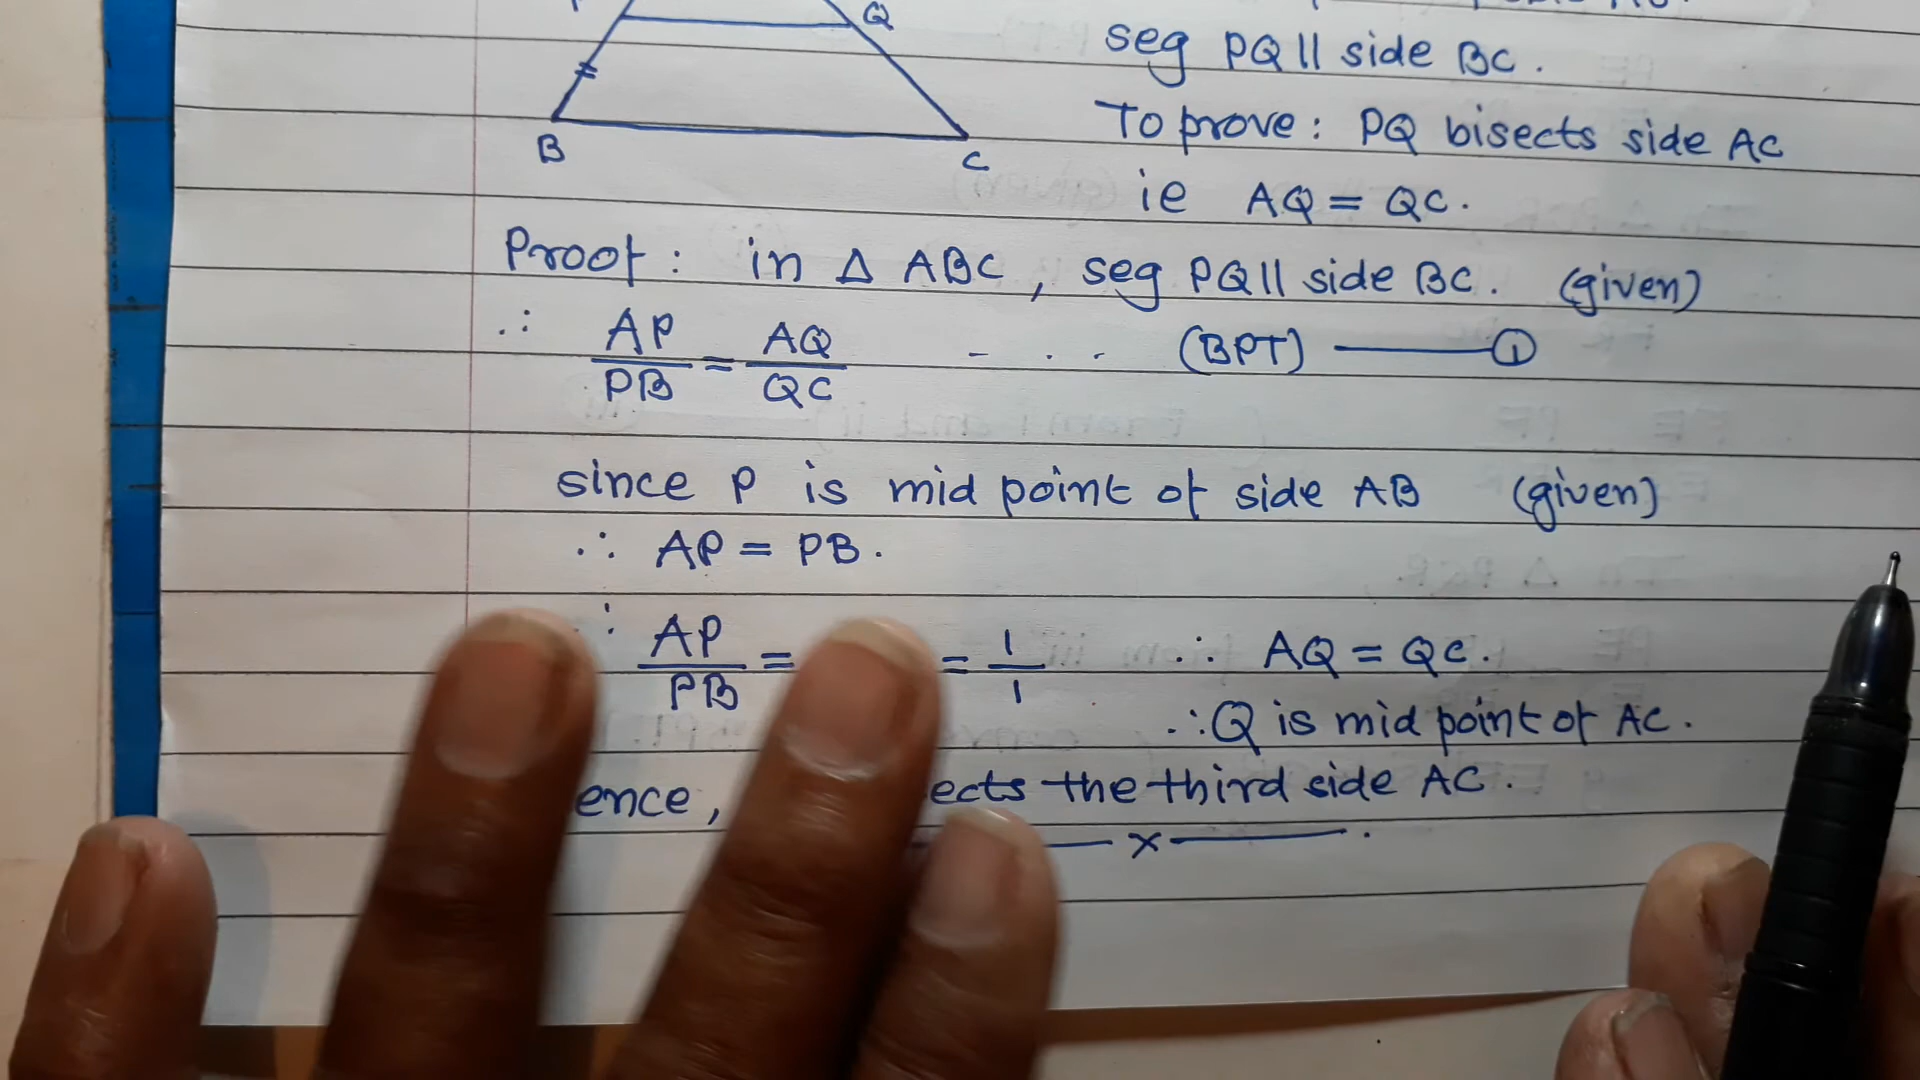 Q
seg PQ || side BC.
To prove: PQ bisects side AC
B
C
ie AQ = QC.
Proof: in Δ ABC, seg PQ || side BC. (given)
∴ AP/PB = AQ/QC - . . - (BPT) —— ①
since P is mid point of side AB (given)
∴ AP = PB.
∴ AP/PB = = 1/1 ∴ AQ = QC.
∴ Q is mid point of AC.
ence, ects the third side AC.
—— x ——.